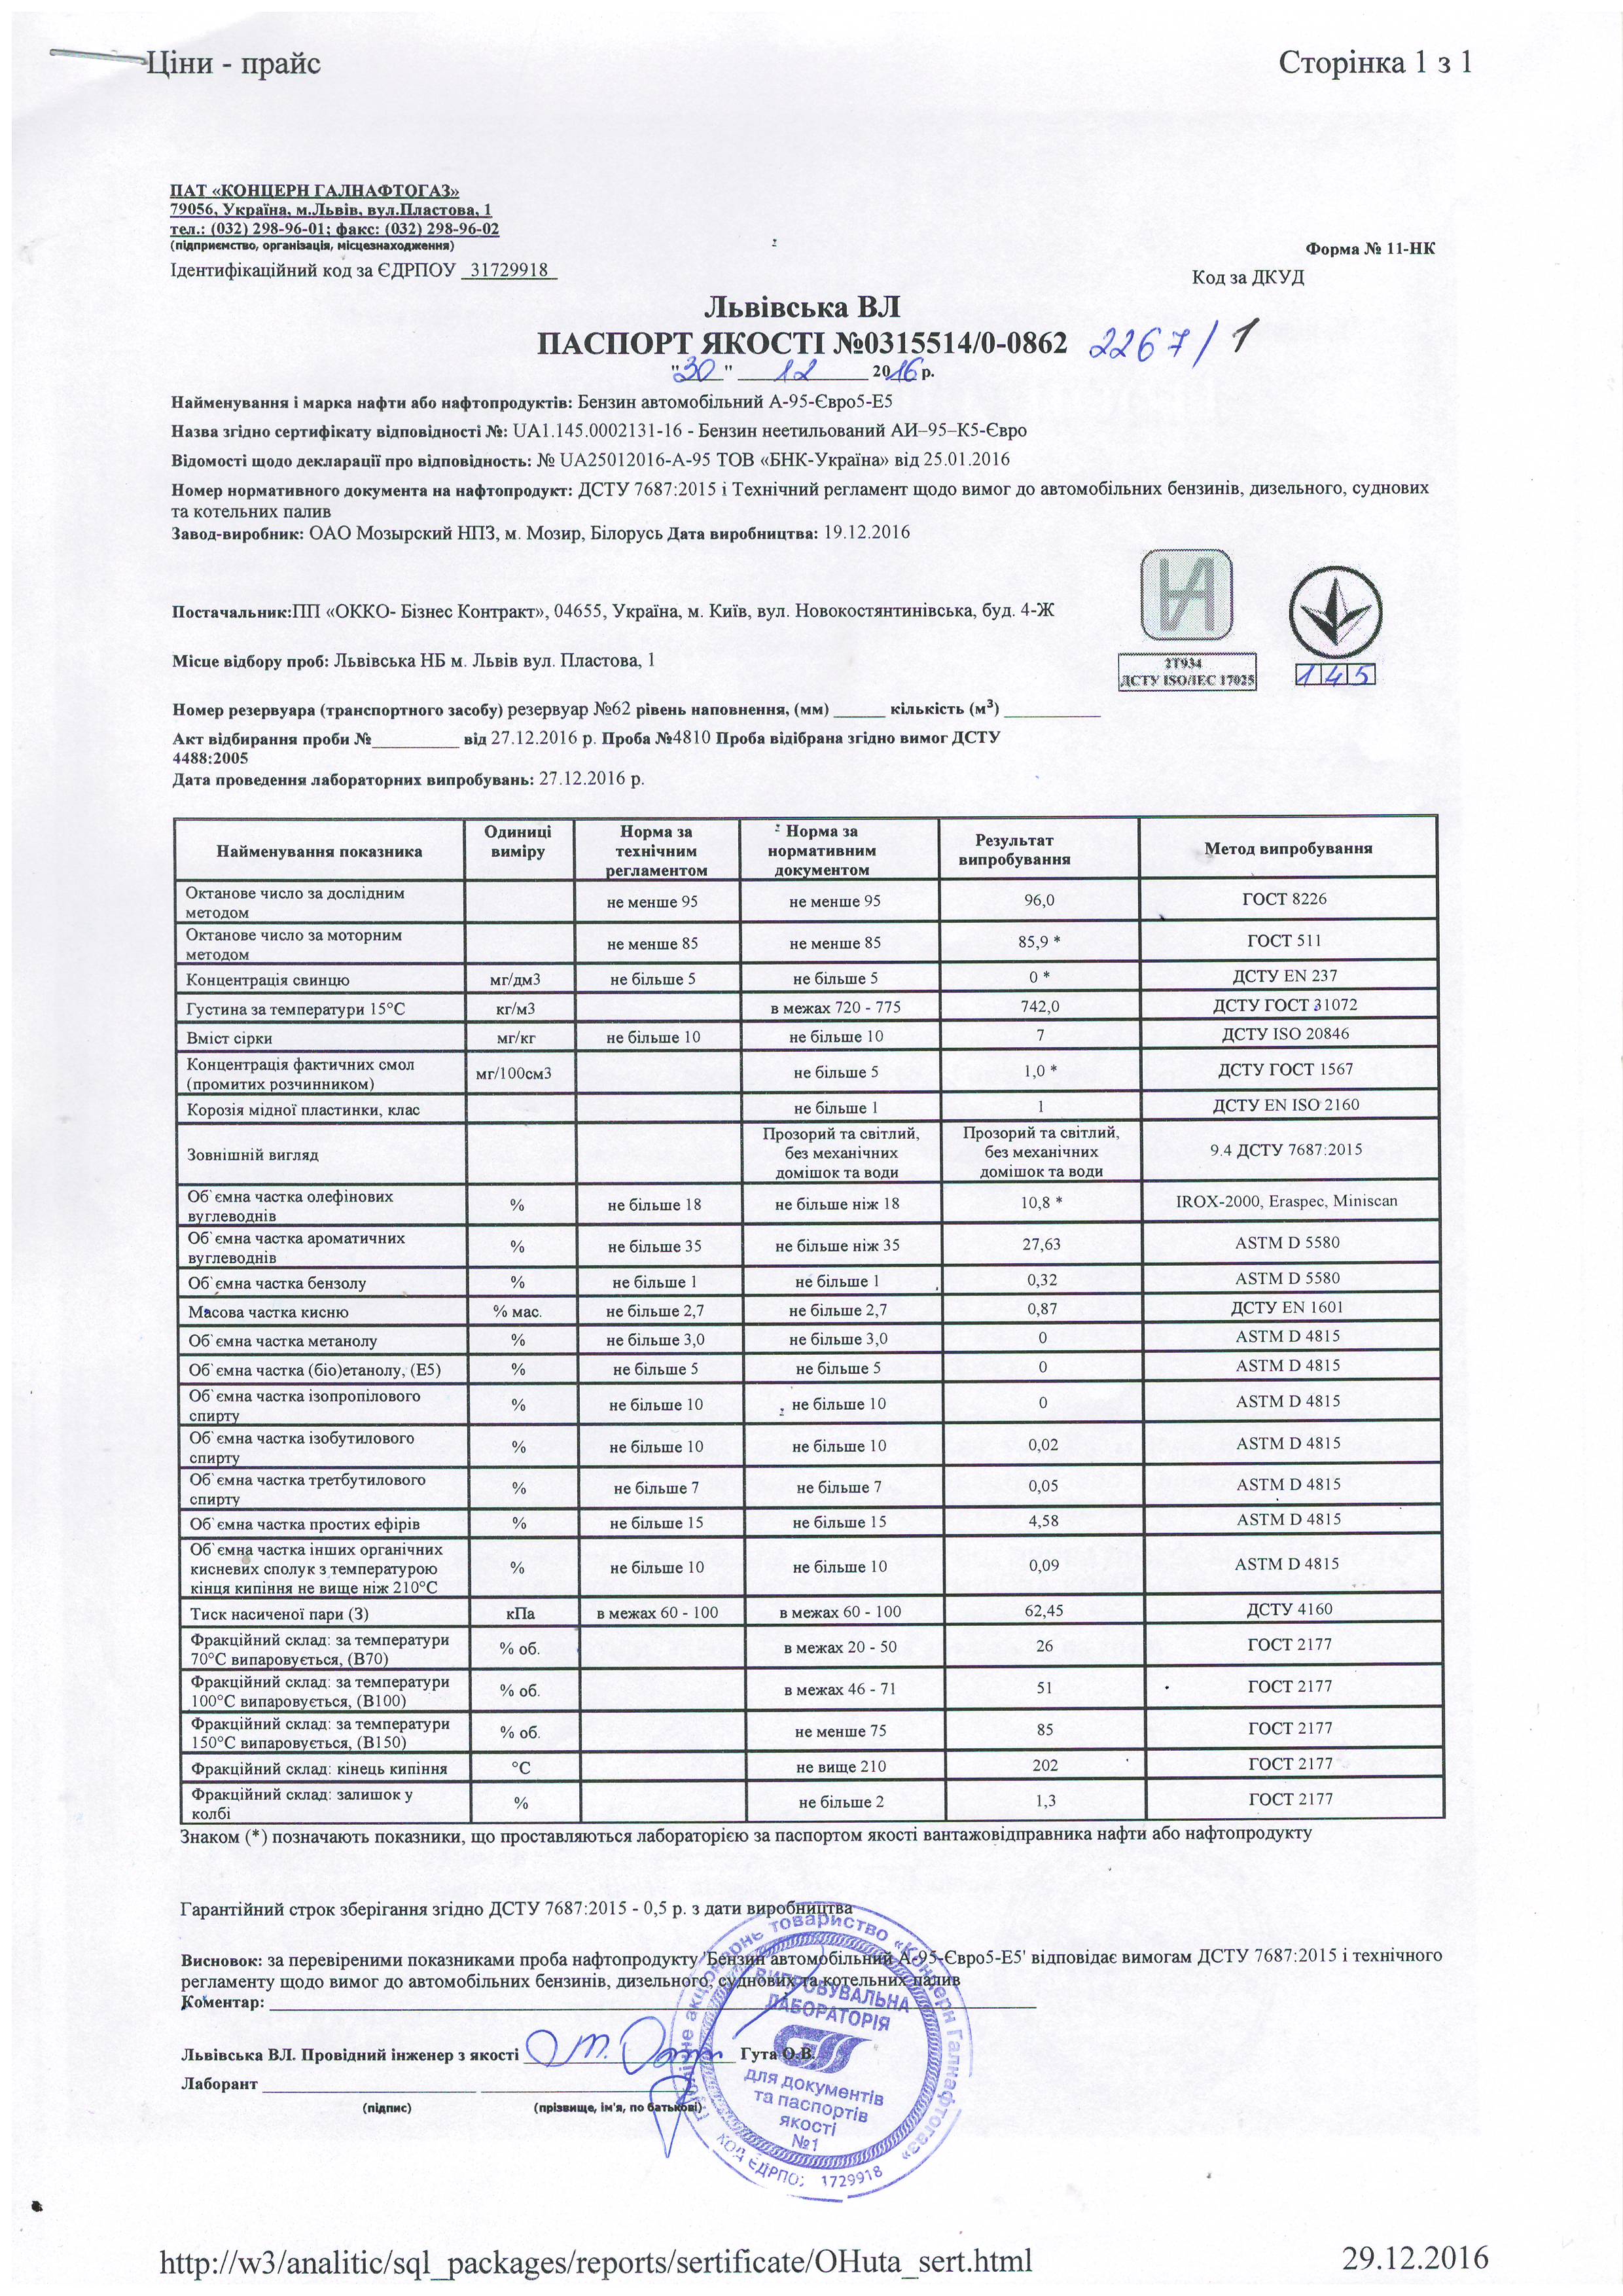 Ціни - прайс
Сторінка 1 з 1
ПАТ «КОНЦЕРН ГАЛНАФТОГАЗ»
79056, Україна, м.Львів, вул.Пластова, 1
тел.: (032) 298-96-01; факс: (032) 298-96-02
(підприємство, організація, місцезнаходження)
Форма № 11-НК
Ідентифікаційний код за ЄДРПОУ 31729918
Код за ДКУД
Львівська ВЛ
ПАСПОРТ ЯКОСТІ №0315514/0-0862 2267/1
"30" 12 2016 р.
Найменування і марка нафти або нафтопродуктів: Бензин автомобільний А-95-Євро5-Е5
Назва згідно сертифікату відповідності №: UA1.145.0002131-16 - Бензин неетильований АИ–95–К5-Євро
Відомості щодо декларації про відповідность: № UA25012016-А-95 ТОВ «БНК-Україна» від 25.01.2016
Номер нормативного документа на нафтопродукт: ДСТУ 7687:2015 і Технічний регламент щодо вимог до автомобільних бензинів, дизельного, суднових
та котельних палив
Завод-виробник: ОАО Мозырский НПЗ, м. Мозир, Білорусь Дата виробництва: 19.12.2016
Постачальник:ПП «ОККО- Бізнес Контракт», 04655, Україна, м. Київ, вул. Новокостянтинівська, буд. 4-Ж
Місце відбору проб: Львівська НБ м. Львів вул. Пластова, 1
2Т934
ДСТУ ISO/IEC 17025
145
Номер резервуара (транспортного засобу) резервуар №62 рівень наповнення, (мм) ______ кількість (м³) ___________
Акт відбирання проби №__________ від 27.12.2016 р. Проба №4810 Проба відібрана згідно вимог ДСТУ
4488:2005
Дата проведення лабораторних випробувань: 27.12.2016 р.
Найменування показника | Одиниці виміру | Норма за технічним регламентом | Норма за нормативним документом | Результат випробування | Метод випробування
Октанове число за дослідним методом | | не менше 95 | не менше 95 | 96,0 | ГОСТ 8226
Октанове число за моторним методом | | не менше 85 | не менше 85 | 85,9 * | ГОСТ 511
Концентрація свинцю | мг/дм3 | не більше 5 | не більше 5 | 0 * | ДСТУ EN 237
Густина за температури 15°С | кг/м3 | | в межах 720 - 775 | 742,0 | ДСТУ ГОСТ 31072
Вміст сірки | мг/кг | не більше 10 | не більше 10 | 7 | ДСТУ ISO 20846
Концентрація фактичних смол (промитих розчинником) | мг/100см3 | | не більше 5 | 1,0 * | ДСТУ ГОСТ 1567
Корозія мідної пластинки, клас | | | не більше 1 | 1 | ДСТУ EN ISO 2160
Зовнішній вигляд | | | Прозорий та світлий, без механічних домішок та води | Прозорий та світлий, без механічних домішок та води | 9.4 ДСТУ 7687:2015
Об`ємна частка олефінових вуглеводнів | % | не більше 18 | не більше ніж 18 | 10,8 * | IROX-2000, Eraspec, Miniscan
Об`ємна частка ароматичних вуглеводнів | % | не більше 35 | не більше ніж 35 | 27,63 | ASTM D 5580
Об`ємна частка бензолу | % | не більше 1 | не більше 1 | 0,32 | ASTM D 5580
Масова частка кисню | % мас. | не більше 2,7 | не більше 2,7 | 0,87 | ДСТУ EN 1601
Об`ємна частка метанолу | % | не більше 3,0 | не більше 3,0 | 0 | ASTM D 4815
Об`ємна частка (біо)етанолу, (Е5) | % | не більше 5 | не більше 5 | 0 | ASTM D 4815
Об`ємна частка ізопропілового спирту | % | не більше 10 | не більше 10 | 0 | ASTM D 4815
Об`ємна частка ізобутилового спирту | % | не більше 10 | не більше 10 | 0,02 | ASTM D 4815
Об`ємна частка третбутилового спирту | % | не більше 7 | не більше 7 | 0,05 | ASTM D 4815
Об`ємна частка простих ефірів | % | не більше 15 | не більше 15 | 4,58 | ASTM D 4815
Об`ємна частка інших органічних кисневих сполук з температурою кінця кипіння не вище ніж 210°С | % | не більше 10 | не більше 10 | 0,09 | ASTM D 4815
Тиск насиченої пари (З) | кПа | в межах 60 - 100 | в межах 60 - 100 | 62,45 | ДСТУ 4160
Фракційний склад: за температури 70°С випаровується, (В70) | % об. | | в межах 20 - 50 | 26 | ГОСТ 2177
Фракційний склад: за температури 100°С випаровується, (В100) | % об. | | в межах 46 - 71 | 51 | ГОСТ 2177
Фракційний склад: за температури 150°С випаровується, (В150) | % об. | | не менше 75 | 85 | ГОСТ 2177
Фракційний склад: кінець кипіння | °С | | не вище 210 | 202 | ГОСТ 2177
Фракційний склад: залишок у колбі | % | | не більше 2 | 1,3 | ГОСТ 2177
Знаком (*) позначають показники, що проставляються лабораторією за паспортом якості вантажовідправника нафти або нафтопродукту
Гарантійний строк зберігання згідно ДСТУ 7687:2015 - 0,5 р. з дати виробництва
Висновок: за перевіреними показниками проба нафтопродукту 'Бензин автомобільний А-95-Євро5-Е5' відповідає вимогам ДСТУ 7687:2015 і технічного
регламенту щодо вимог до автомобільних бензинів, дизельного, суднових та котельних палив
Коментар:
Львівська ВЛ. Провідний інженер з якості Гута О.В.
Лаборант
(підпис) (прізвище, ім'я, по батькові)
акціонерне товариство «Концерн Галнафтогаз»
ВИПРОБУВАЛЬНА
ЛАБОРАТОРІЯ
для документів
та паспортів
якості
№1
КОД ЄДРПО 1729918
http://w3/analitic/sql_packages/reports/sertificate/OHuta_sert.html
29.12.2016